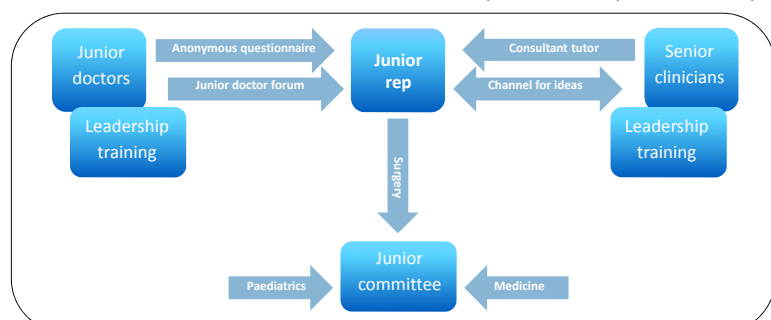 Junior
doctors
Anonymous questionnaire
Junior doctor forum
Junior
rep
Consultant tutor
Channel for ideas
Senior
clinicians
Leadership
training
Leadership
training
Surgery
Paediatrics
Junior
committee
Medicine